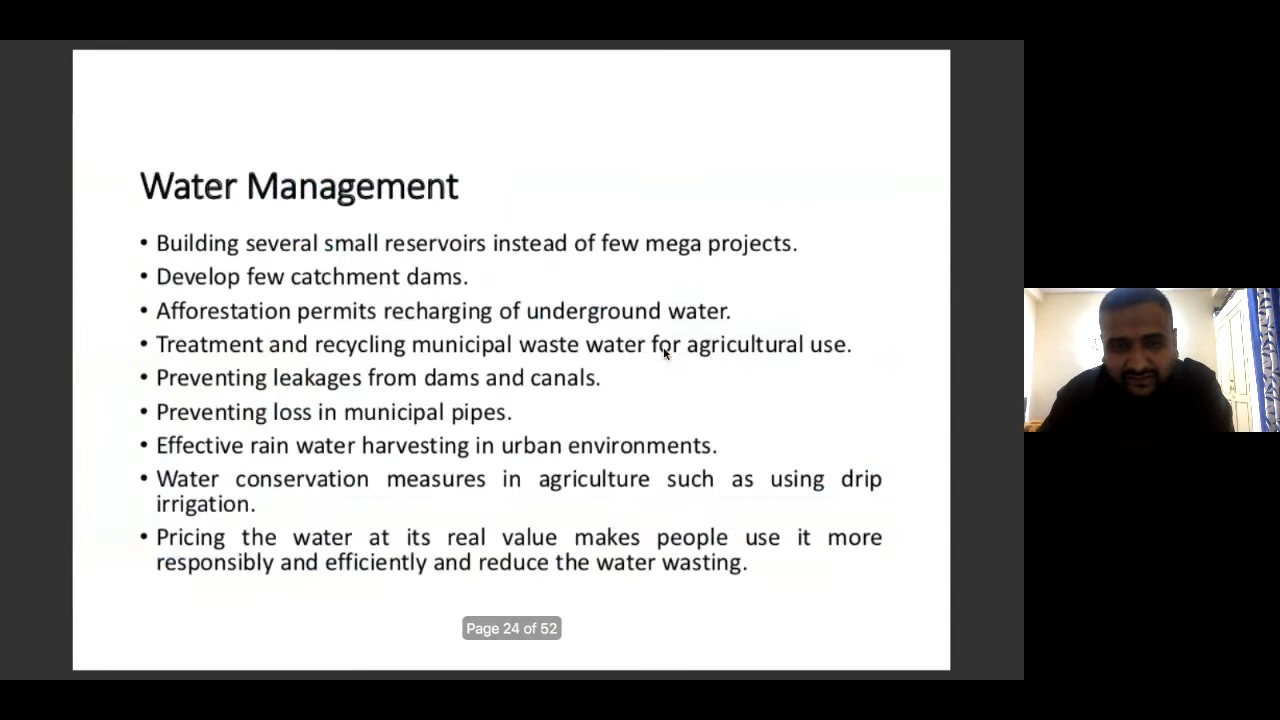 Water Management
• Building several small reservoirs instead of few mega projects.
• Develop few catchment dams.
• Afforestation permits recharging of underground water.
• Treatment and recycling municipal waste water for agricultural use.
• Preventing leakages from dams and canals.
• Preventing loss in municipal pipes.
• Effective rain water harvesting in urban environments.
• Water conservation measures in agriculture such as using drip
irrigation.
• Pricing the water at its real value makes people use it more
responsibly and efficiently and reduce the water wasting.
Page 24 of 52